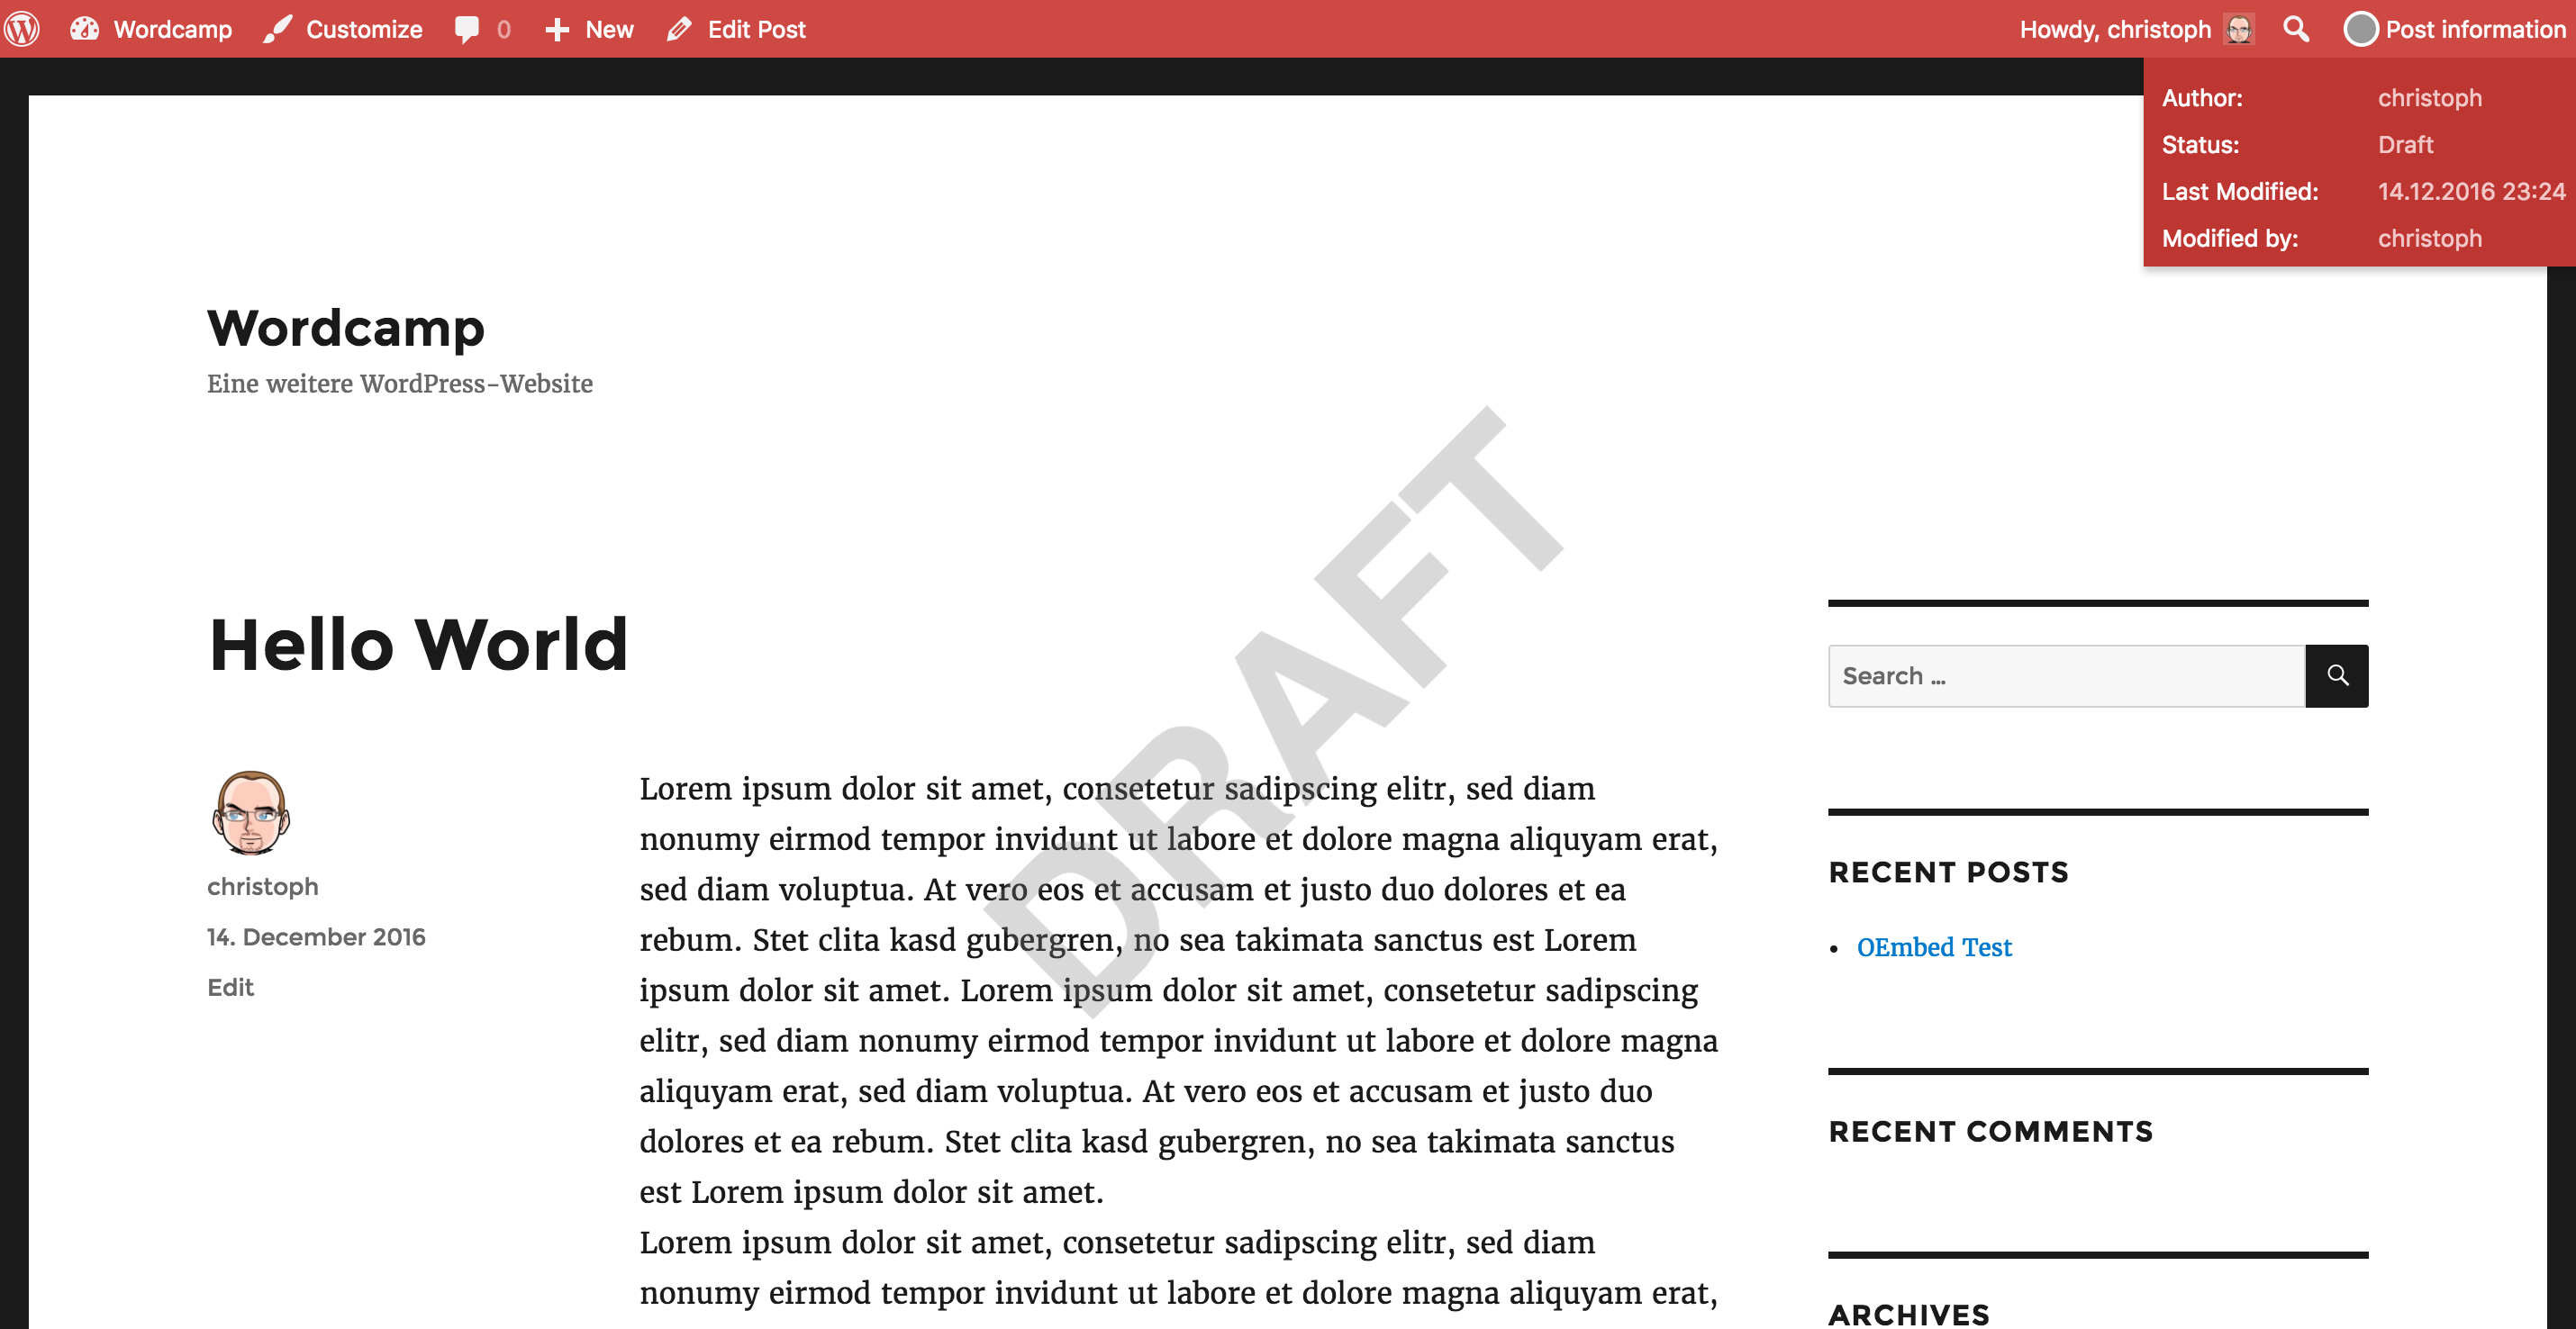 Wordcamp Customize 0 New Edit Post Howdy, christoph Post information
Author: christoph
Status: Draft
Last Modified: 14.12.2016 23:24
Modified by: christoph
Wordcamp
Eine weitere WordPress-Website
DRAFT
Hello World
christoph
14. December 2016
Edit
Lorem ipsum dolor sit amet, consetetur sadipscing elitr, sed diam
nonumy eirmod tempor invidunt ut labore et dolore magna aliquyam erat,
sed diam voluptua. At vero eos et accusam et justo duo dolores et ea
rebum. Stet clita kasd gubergren, no sea takimata sanctus est Lorem
ipsum dolor sit amet. Lorem ipsum dolor sit amet, consetetur sadipscing
elitr, sed diam nonumy eirmod tempor invidunt ut labore et dolore magna
aliquyam erat, sed diam voluptua. At vero eos et accusam et justo duo
dolores et ea rebum. Stet clita kasd gubergren, no sea takimata sanctus
est Lorem ipsum dolor sit amet.
Lorem ipsum dolor sit amet, consetetur sadipscing elitr, sed diam
nonumy eirmod tempor invidunt ut labore et dolore magna aliquyam erat,
Search ...
RECENT POSTS
OEmbed Test
RECENT COMMENTS
ARCHIVES